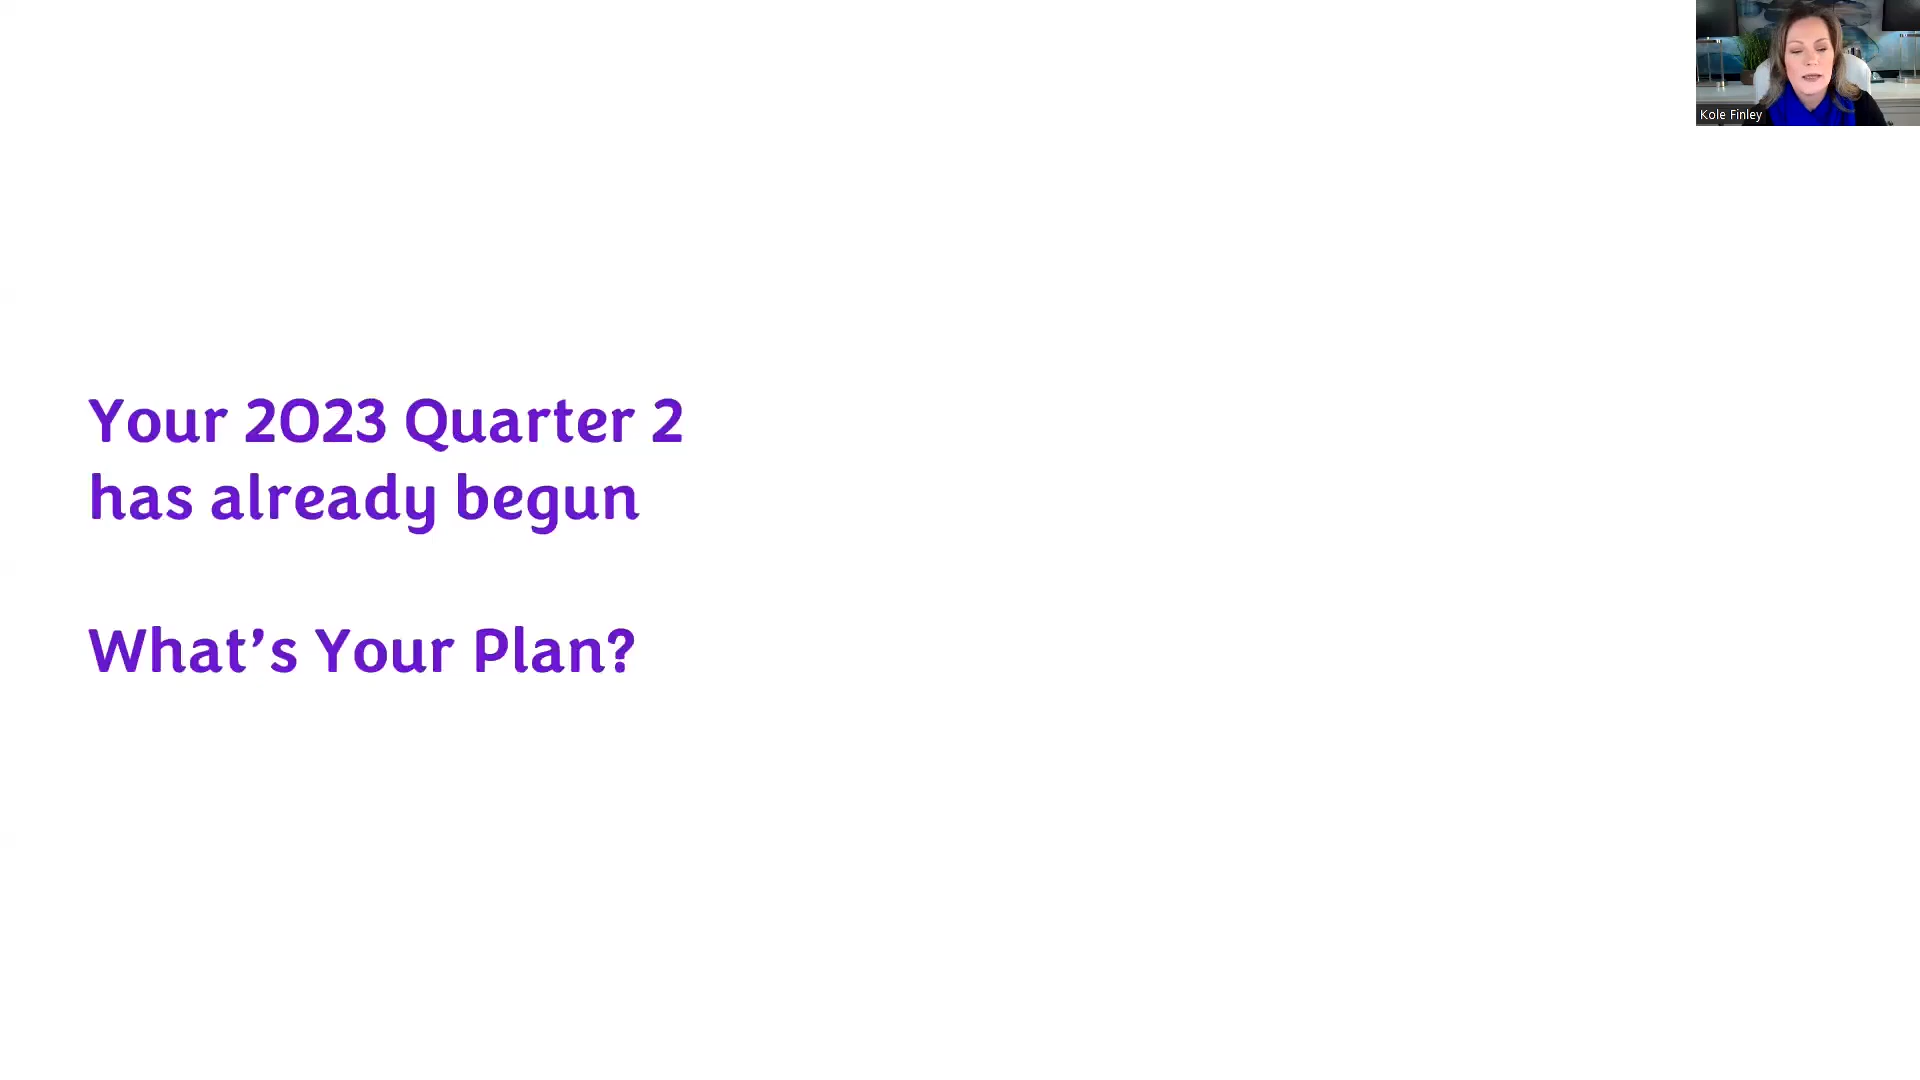 Your 2023 Quarter 2
has already begun
What’s Your Plan?
Kole Finley